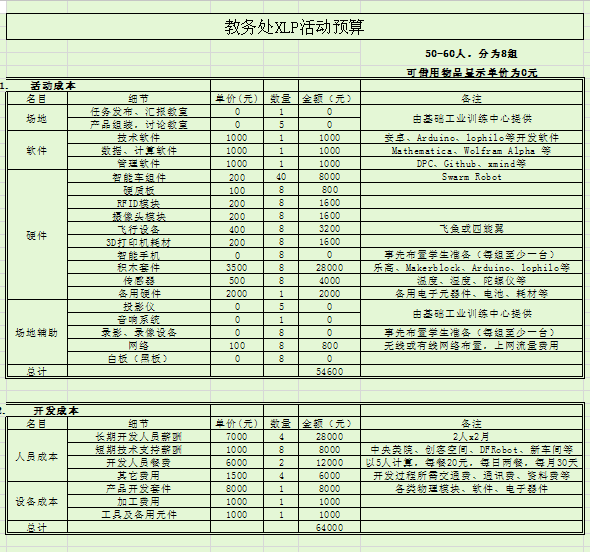 教务处XLP活动预算
50-60人，分为8组
可借用物品显示单价为0元
1. 活动成本
名目 细节 单价(元) 数量 金额（元） 备注
场地 任务发布、汇报教室 0 1 0 由基础工业训练中心提供
产品组装，讨论教室 0 5 0
软件 技术软件 1000 1 1000 安卓、Arduino、lophilo等开发软件
数据、计算软件 1000 1 1000 Mathematica、Wolfram Alpha 等
管理软件 1000 1 1000 DPC、Github、xmind等
硬件 智能车组件 200 40 8000 Swarm Robot
硬质板 100 8 800
RFID模块 200 8 1600
摄像头模块 200 8 1600
飞行设备 400 8 3200 飞鱼或四能翼
3D打印机耗材 200 8 1600
智能手机 0 8 0 事先布置学生准备（每组至少一台）
积木套件 3500 8 28000 乐高、Makerblock、Arduino、lophilo等
传感器 500 8 4000 温度、湿度、陀螺仪等
备用硬件 2000 1 2000 各用电子元器件、电池、耗材等
场地辅助 投影仪 0 5 0 由基础工业训练中心提供
音响系统 0 1 0
录影、录像设备 0 8 0 事先布置学生准备（每组至少一台）
网络 100 8 800 无线或有线网络布置，上网流量费用
白板（黑板） 0 8 0
总计 54600
2. 开发成本
名目 细节 单价(元) 数量 金额（元） 备注
人员成本 长期开发人员薪酬 7000 4 28000 2人x2月
短期技术支持薪酬 1000 8 8000 中央美院、创客空间、DFRobot、新车间等
开发人员餐费 6000 2 12000 以5人计算，每餐20元，每日两餐，每月30天
其它费用 1500 4 6000 开发过程所需交通费、通讯费、资料费等
设备成本 产品开发套件 8000 1 8000 各类物理模块、软件、电子器件
加工费用 1000 1 1000
工具及备用元件 1000 1 1000
总计 64000